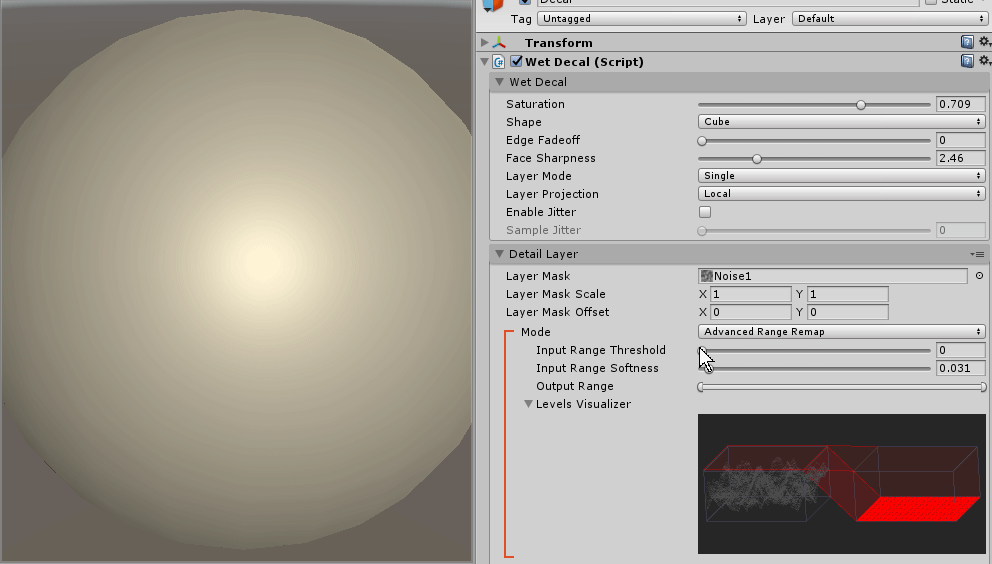 Decal Static
Tag Untagged Layer Default
Transform
Wet Decal (Script)
Wet Decal
Saturation 0.709
Shape Cube
Edge Fadeoff 0
Face Sharpness 2.46
Layer Mode Single
Layer Projection Local
Enable Jitter
Sample Jitter 0
Detail Layer
Layer Mask Noise1
Layer Mask Scale X 1 Y 1
Layer Mask Offset X 0 Y 0
Mode Advanced Range Remap
Input Range Threshold 0
Input Range Softness 0.031
Output Range
Levels Visualizer